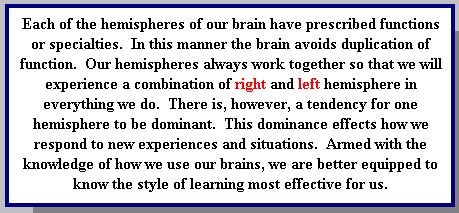 Each of the hemispheres of our brain have prescribed functions
or specialties.  In this manner the brain avoids duplication of
function.  Our hemispheres always work together so that we will
experience a combination of right and left hemisphere in
everything we do.  There is, however, a tendency for one
hemisphere to be dominant.  This dominance effects how we
respond to new experiences and situations.  Armed with the
knowledge of how we use our brains, we are better equipped to
know the style of learning most effective for us.